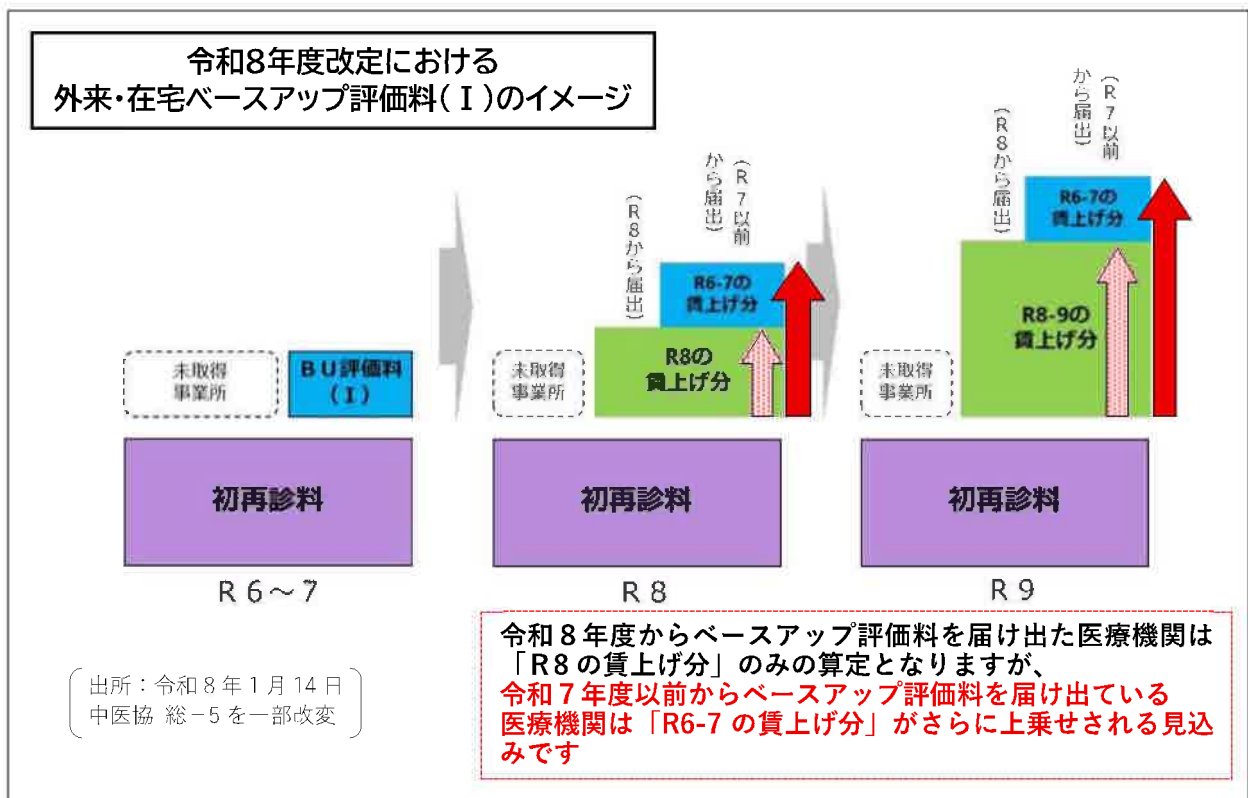 令和8年度改定における
外来・在宅ベースアップ評価料(Ⅰ)のイメージ
未取得
事業所
BU評価料
(Ⅰ)
初再診料
R6～7
(R8から届出)
(R7以前
から届出)
R6-7の
賃上げ分
R8の
賃上げ分
未取得
事業所
初再診料
R8
(R8から届出)
(R7以前
から届出)
R6-7の
賃上げ分
R8-9の
賃上げ分
未取得
事業所
初再診料
R9
出所：令和8年1月14日
中医協 総－5を一部改変
令和８年度からベースアップ評価料を届け出た医療機関は
「R8の賃上げ分」のみの算定となりますが、
令和７年度以前からベースアップ評価料を届け出ている
医療機関は「R6-7 の賃上げ分」がさらに上乗せされる見込
みです